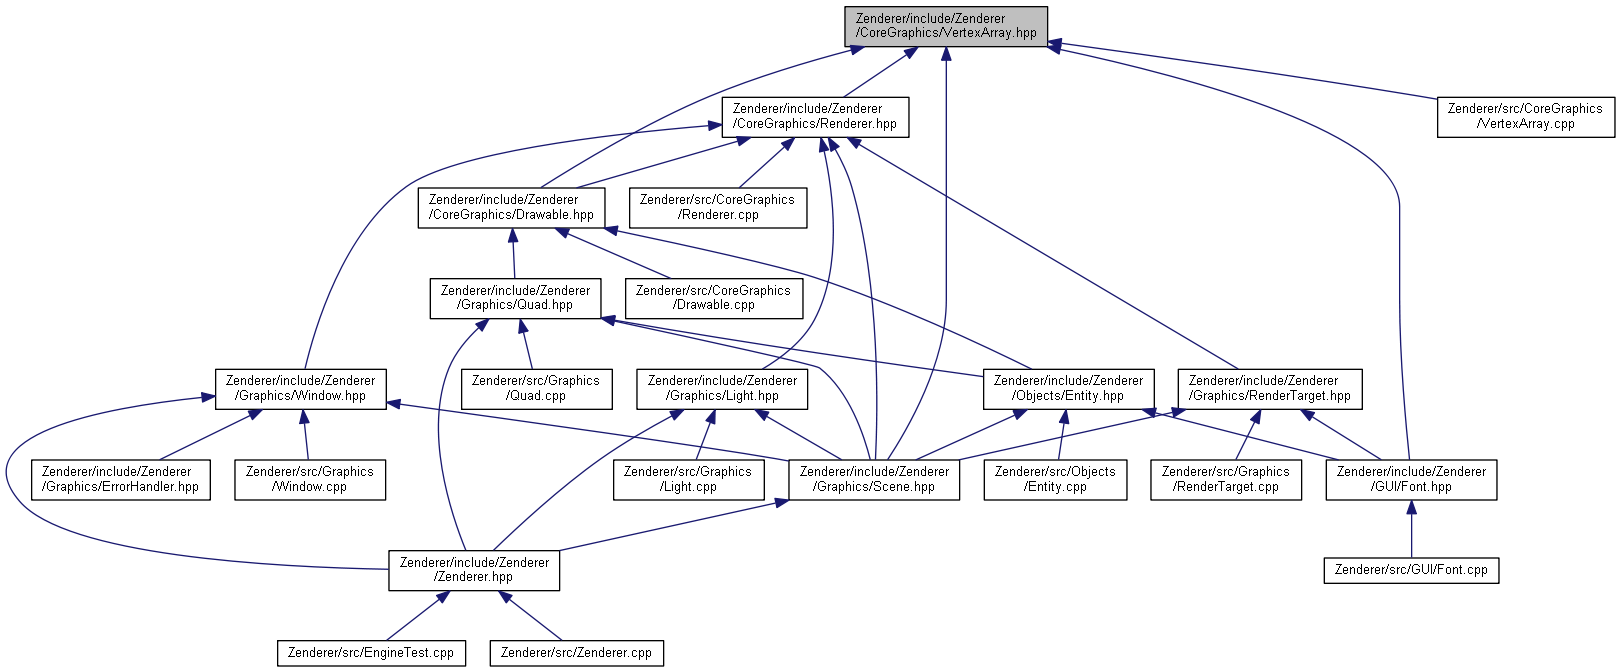 Zenderer/include/Zenderer
/CoreGraphics/VertexArray.hpp
Zenderer/include/Zenderer
/CoreGraphics/Renderer.hpp
Zenderer/src/CoreGraphics
/VertexArray.cpp
Zenderer/include/Zenderer
/CoreGraphics/Drawable.hpp
Zenderer/src/CoreGraphics
/Renderer.cpp
Zenderer/include/Zenderer
/Graphics/Quad.hpp
Zenderer/src/CoreGraphics
/Drawable.cpp
Zenderer/include/Zenderer
/Graphics/Window.hpp
Zenderer/src/Graphics
/Quad.cpp
Zenderer/include/Zenderer
/Graphics/Light.hpp
Zenderer/include/Zenderer
/Objects/Entity.hpp
Zenderer/include/Zenderer
/Graphics/RenderTarget.hpp
Zenderer/include/Zenderer
/Graphics/ErrorHandler.hpp
Zenderer/src/Graphics
/Window.cpp
Zenderer/src/Graphics
/Light.cpp
Zenderer/include/Zenderer
/Graphics/Scene.hpp
Zenderer/src/Objects
/Entity.cpp
Zenderer/src/Graphics
/RenderTarget.cpp
Zenderer/include/Zenderer
/GUI/Font.hpp
Zenderer/include/Zenderer
/Zenderer.hpp
Zenderer/src/GUI/Font.cpp
Zenderer/src/EngineTest.cpp
Zenderer/src/Zenderer.cpp